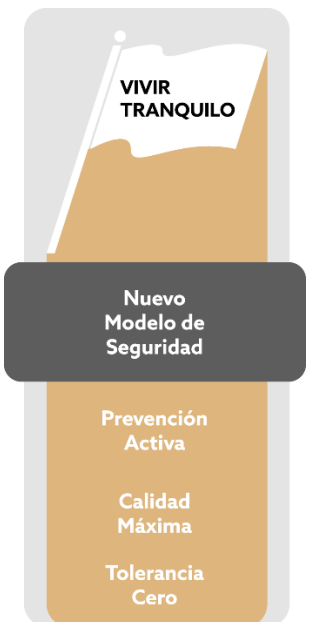 VIVIR
TRANQUILO
Nuevo
Modelo de
Seguridad
Prevención
Activa
Calidad
Máxima
Tolerancia
Cero